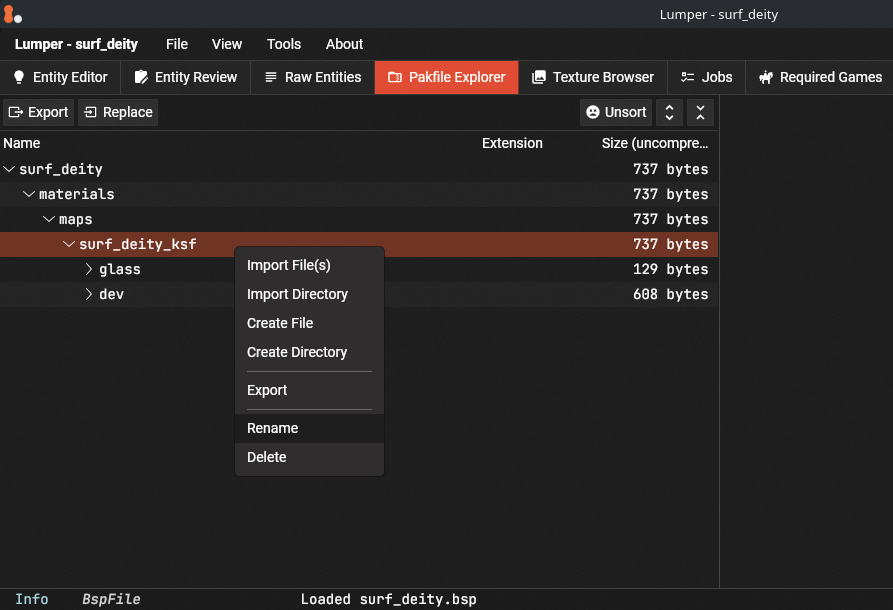 Lumper - surf_deity
Lumper - surf_deity File View Tools About
Entity Editor Entity Review Raw Entities Pakfile Explorer Texture Browser Jobs Required Games
Export Replace Unsort
Name Extension Size (uncompre…
surf_deity 737 bytes
materials 737 bytes
maps 737 bytes
surf_deity_ksf 737 bytes
glass 129 bytes
dev 608 bytes
Import File(s)
Import Directory
Create File
Create Directory
Export
Rename
Delete
Info BspFile Loaded surf_deity.bsp